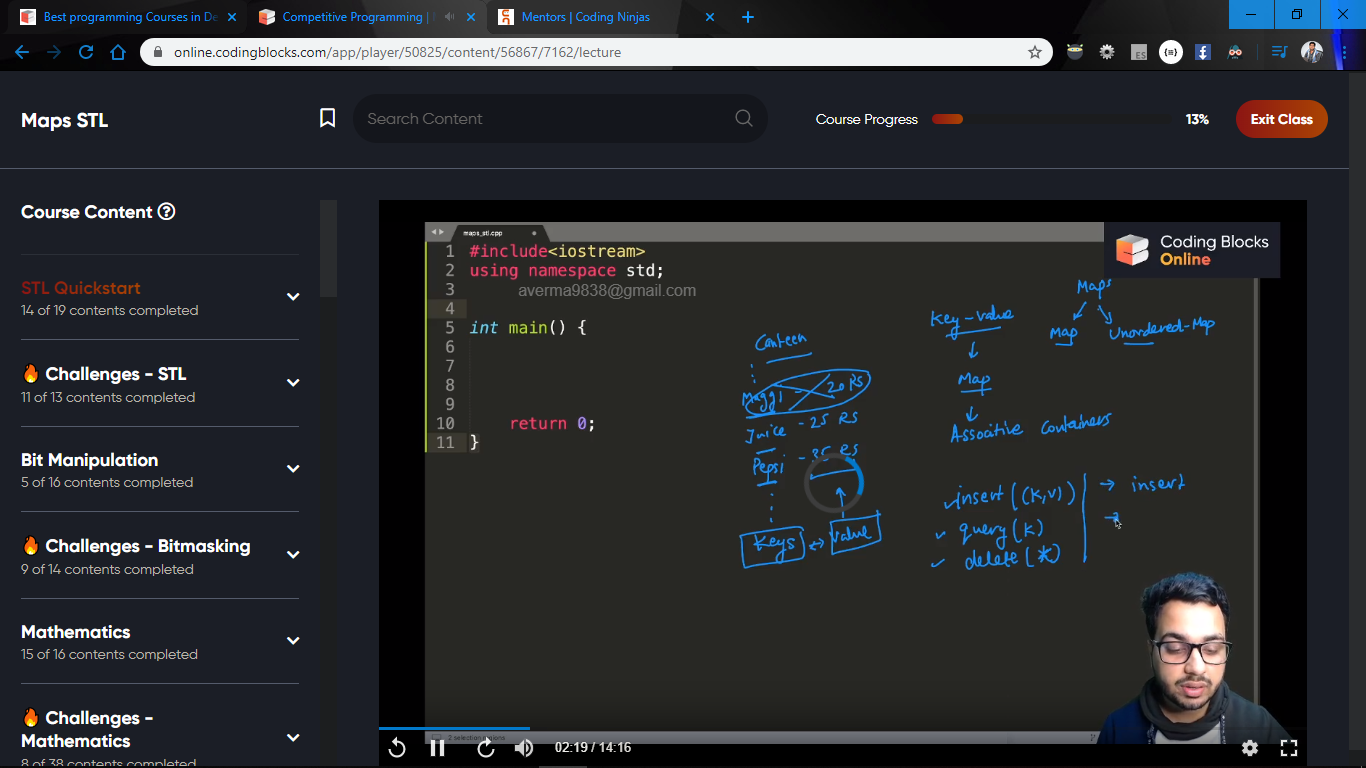 Best programming Courses in De
Competitive Programming |
Mentors | Coding Ninjas
online.codingblocks.com/app/player/50825/content/56867/7162/lecture
ES
Maps STL
Search Content
Course Progress
13%
Exit Class
Course Content
STL Quickstart
14 of 19 contents completed
Challenges - STL
11 of 13 contents completed
Bit Manipulation
5 of 16 contents completed
Challenges - Bitmasking
9 of 14 contents completed
Mathematics
15 of 16 contents completed
Challenges -
Mathematics
8 of 38 contents completed
maps_stl.cpp
1 #include<iostream>
2 using namespace std;
3
averma9838@gmail.com
4
5 int main() {
6
7
8
9
10 return 0;
11 }
Coding Blocks
Online
Canteen
Maggi - 20 RS
Juice - 25 RS
Pepsi - 35 RS
Keys ↔ Value
Key-Value
Map
Associtive Containers
Maps
Map
Unordered-Map
insert((K,V)) → insert
query(K) →
delete(*)
2 selection regions
02:19 / 14:16